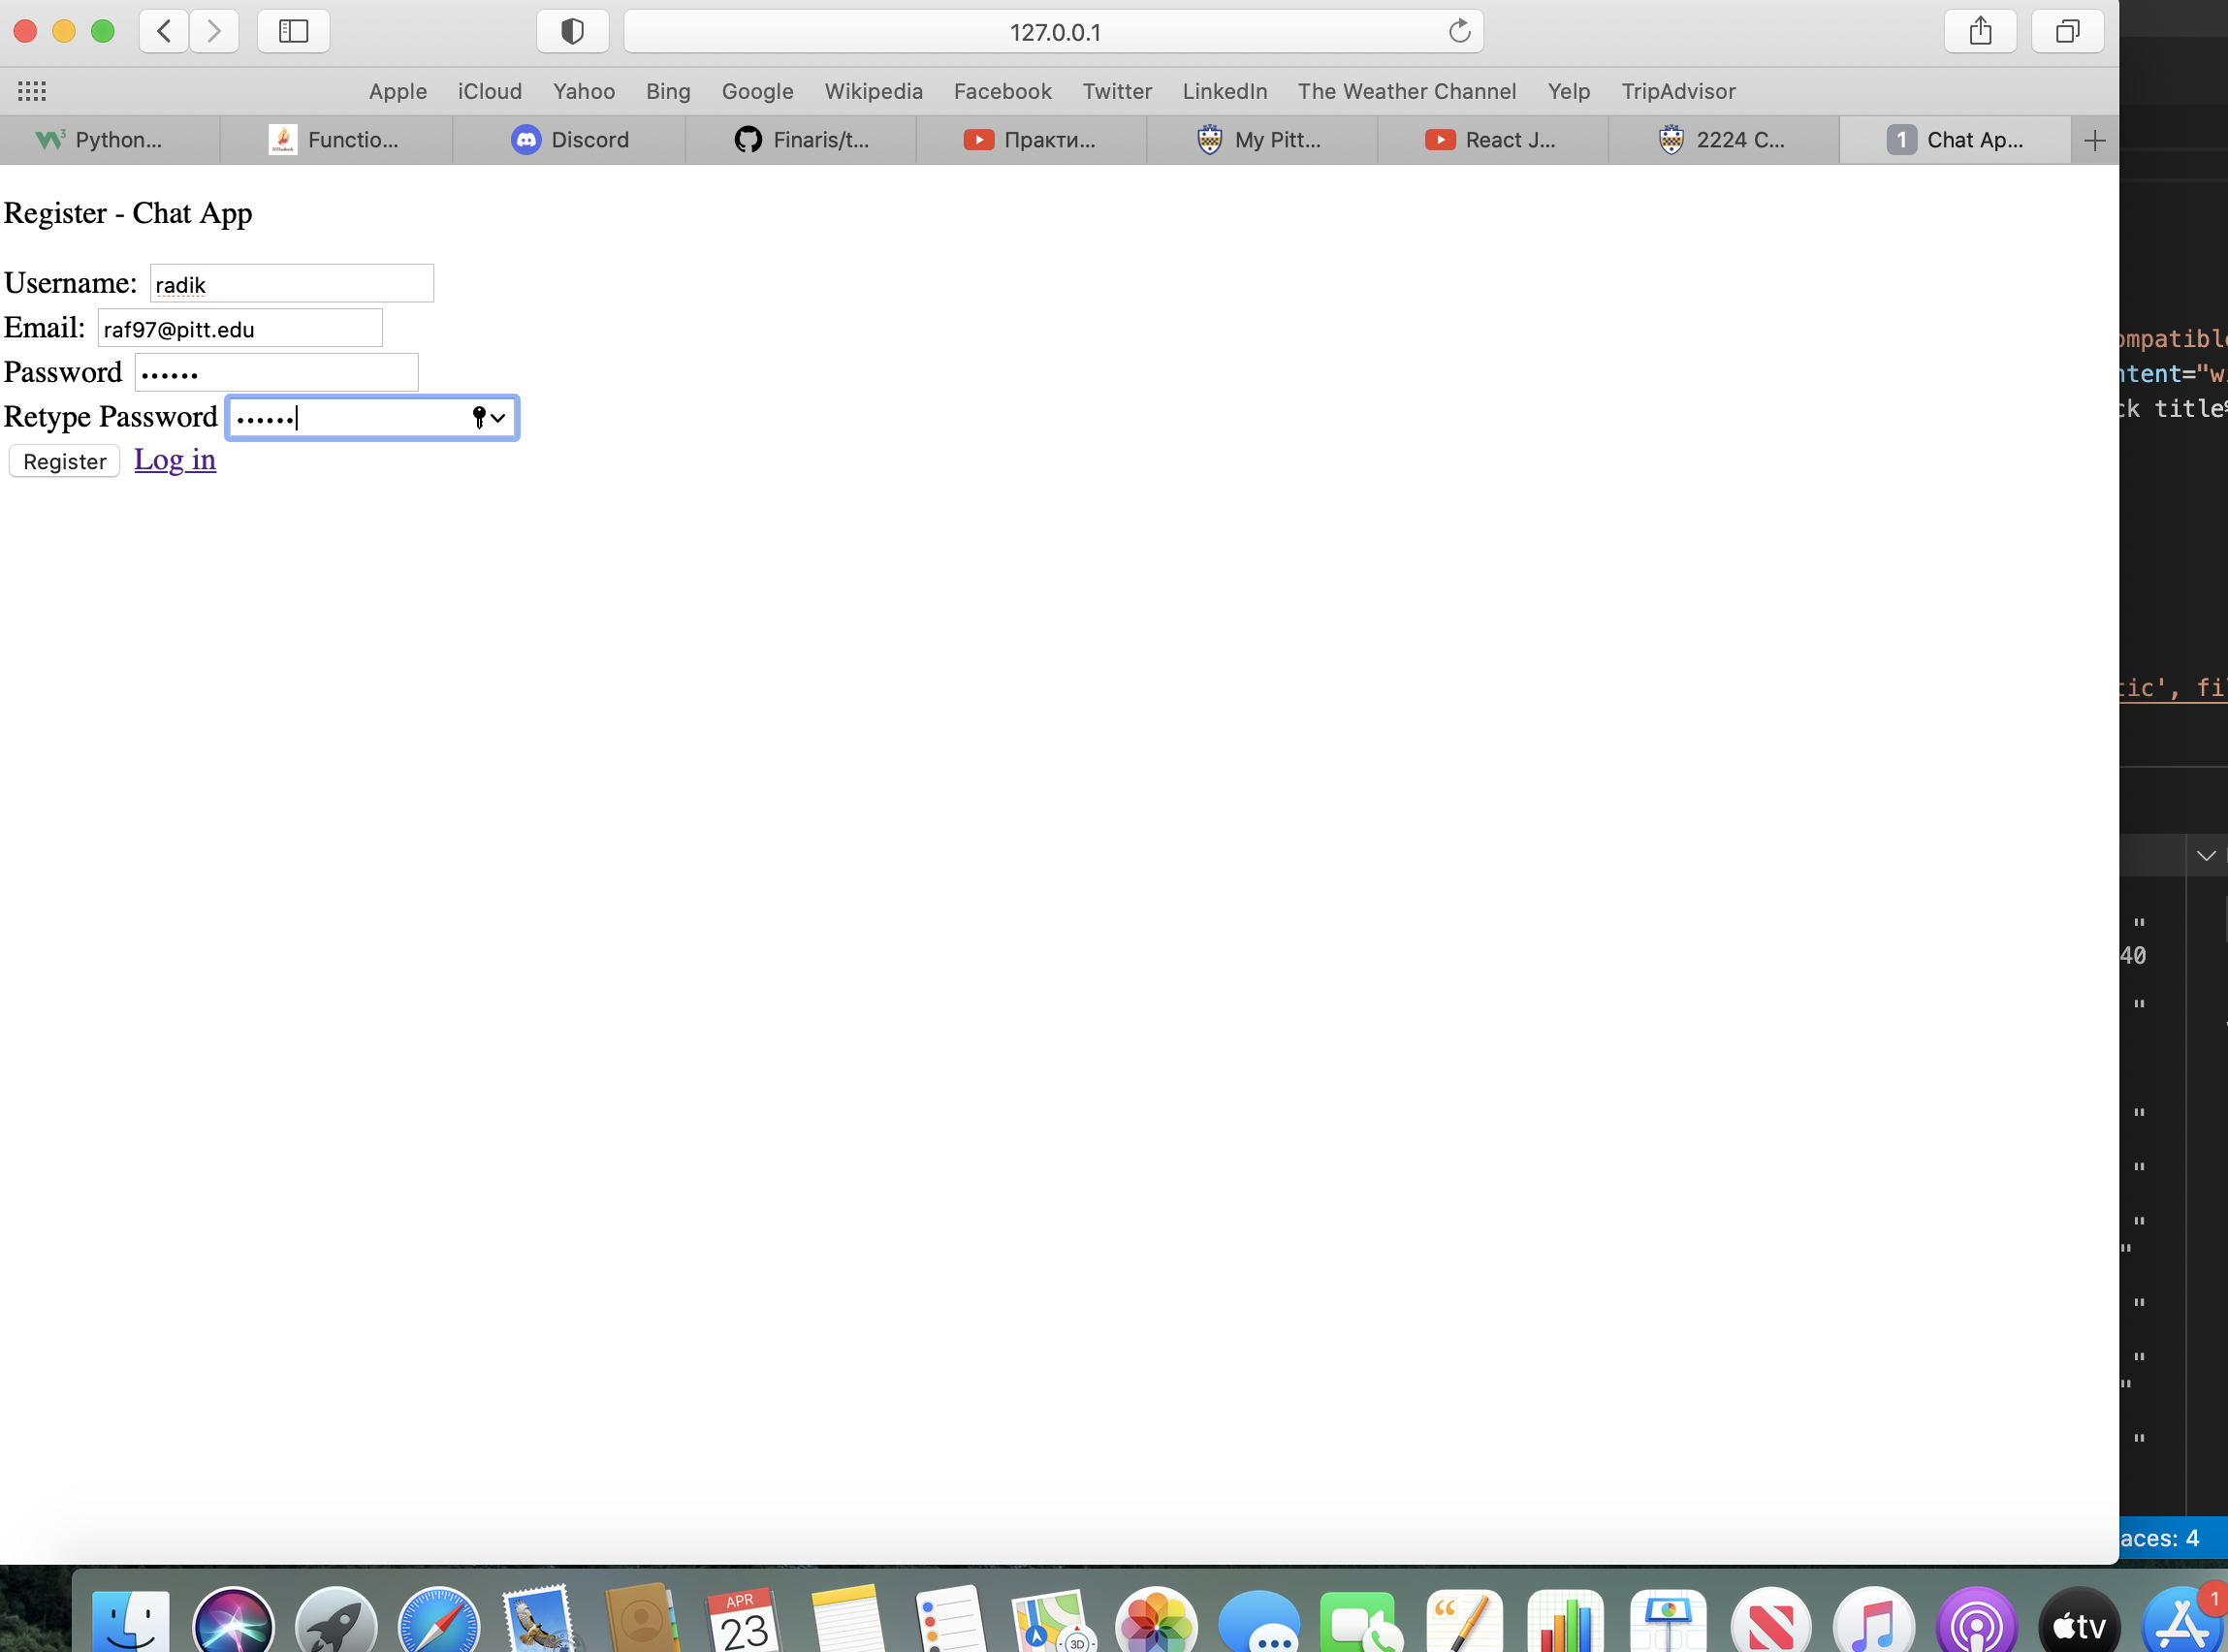 127.0.0.1
Apple iCloud Yahoo Bing Google Wikipedia Facebook Twitter LinkedIn The Weather Channel Yelp TripAdvisor
Python... Functio... Discord Finaris/t... Практи... My Pitt... React J... 2224 C... 1 Chat Ap...
Register - Chat App
Username: radik
Email: raf97@pitt.edu
Password ••••••
Retype Password ••••••
Register Log in
ompatible
ntent="w
ck title%
tic', fi
"
40
"
"
"
"
"
"
"
"
"
aces: 4
APR
23
3D
tv
1